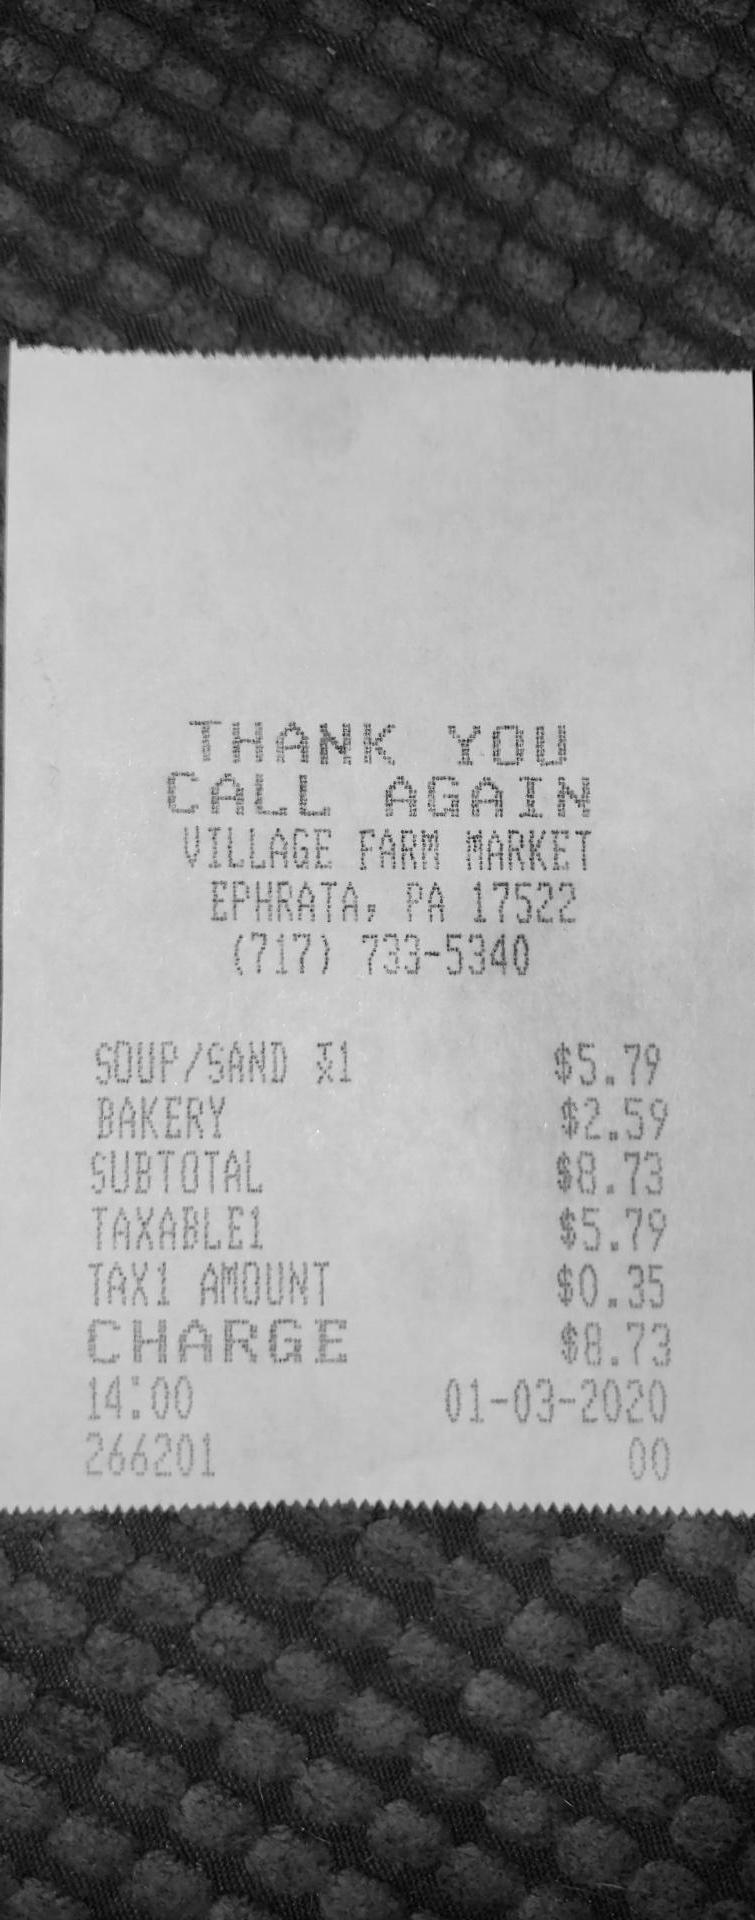 THANK YOU
CALL AGAIN
VILLAGE FARM MARKET
EPHRATA, PA 17522
(717) 733-5340
SOUP/SAND X1 $5.79
BAKERY $2.59
SUBTOTAL $8.73
TAXABLE1 $5.79
TAX1 AMOUNT $0.35
CHARGE $8.73
14:00 01-03-2020
266201 00